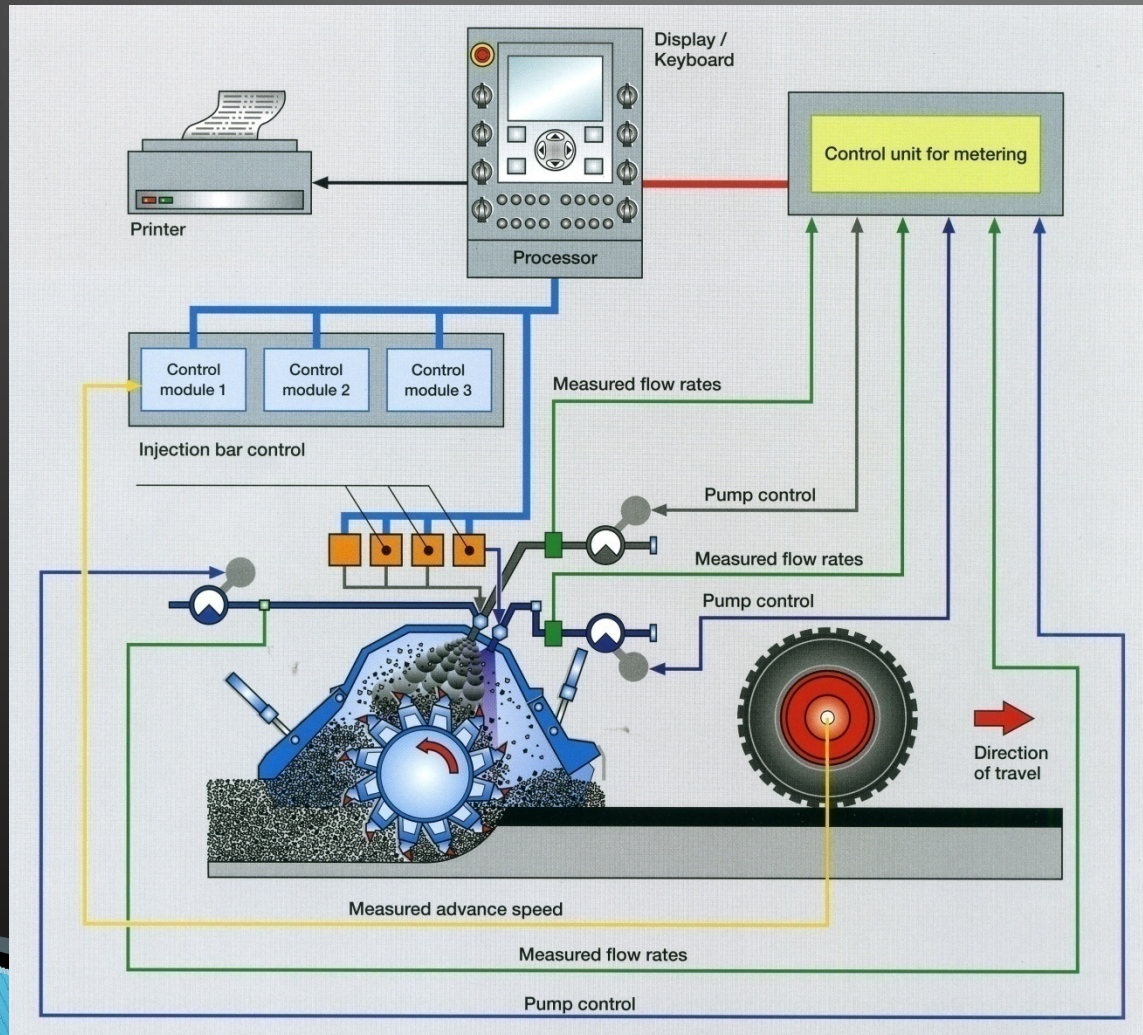 Display /
Keyboard
Control unit for metering
Printer
Processor
Control
module 1
Control
module 2
Control
module 3
Measured flow rates
Injection bar control
Pump control
Measured flow rates
Pump control
Direction
of travel
Measured advance speed
Measured flow rates
Pump control